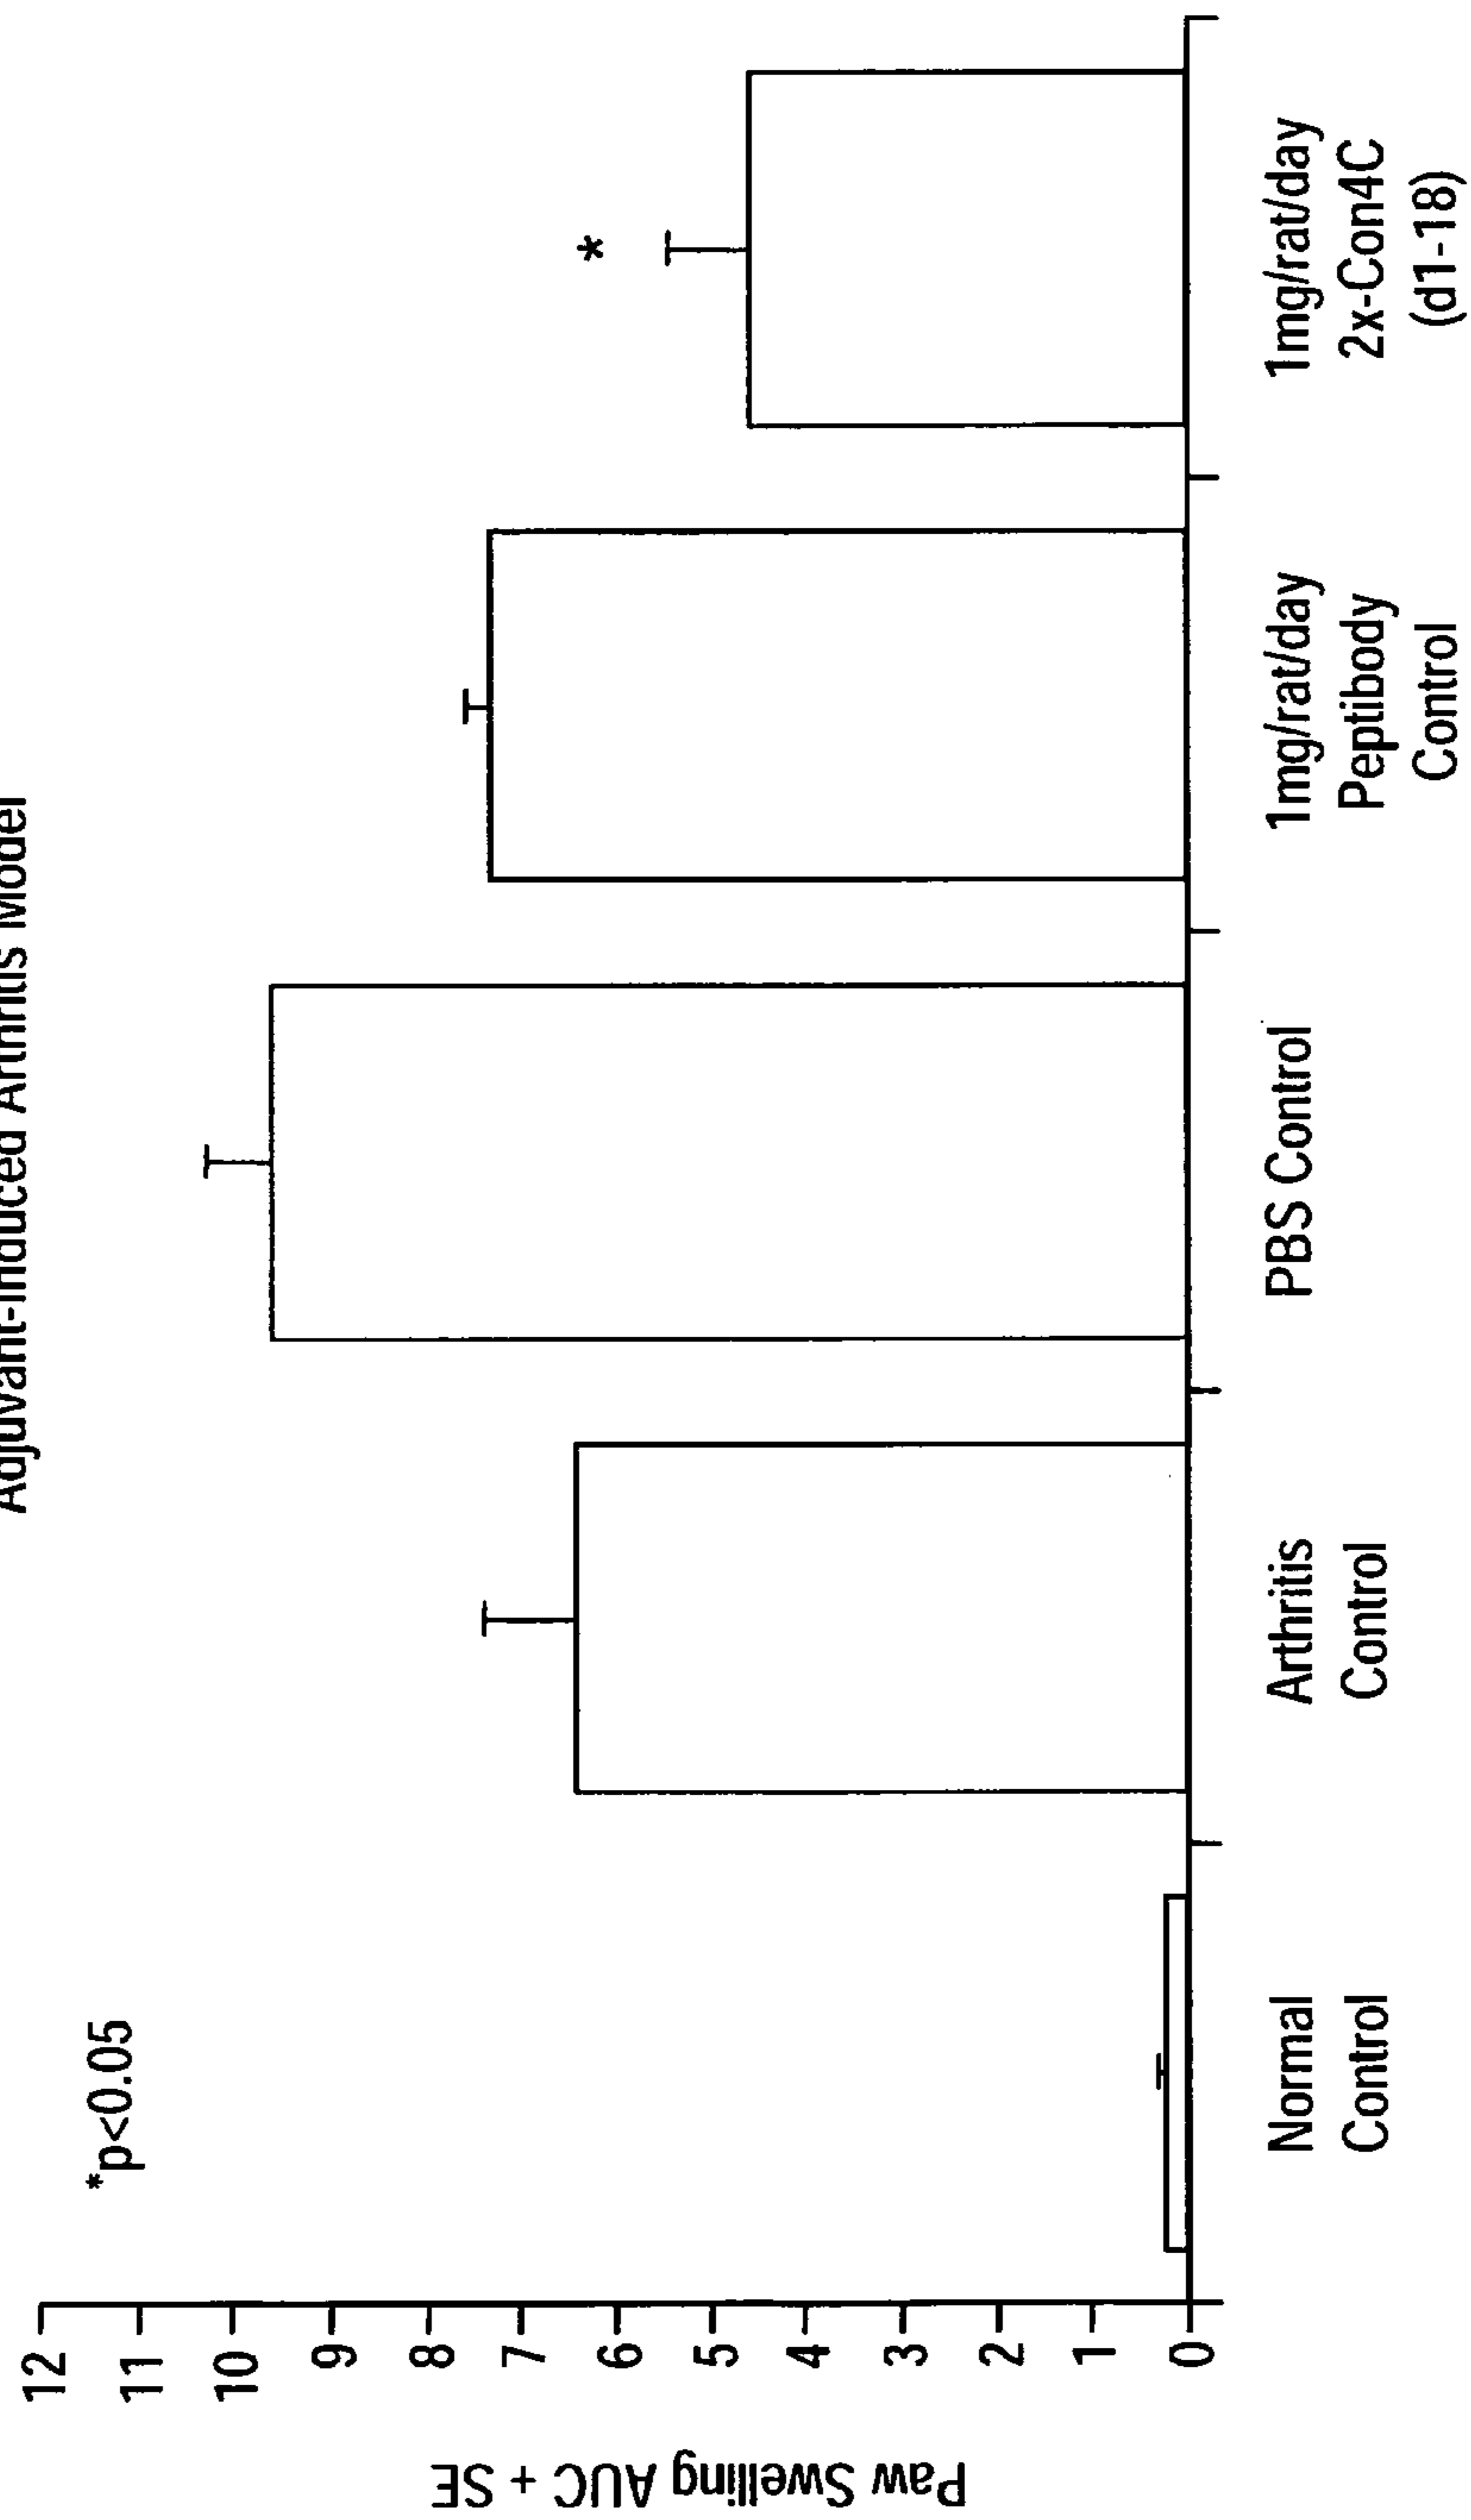 Adjuvant-Induced Arthritis Model
*p<0.05
Paw Swelling AUC + SE
12
11
10
9
8
7
6
5
4
3
2
1
0
*
Normal
Control
Arthritis
Control
PBS Control
1mg/rat/day
Peptibody
Control
1mg/rat/day
2x-Con4C
(d1-18)